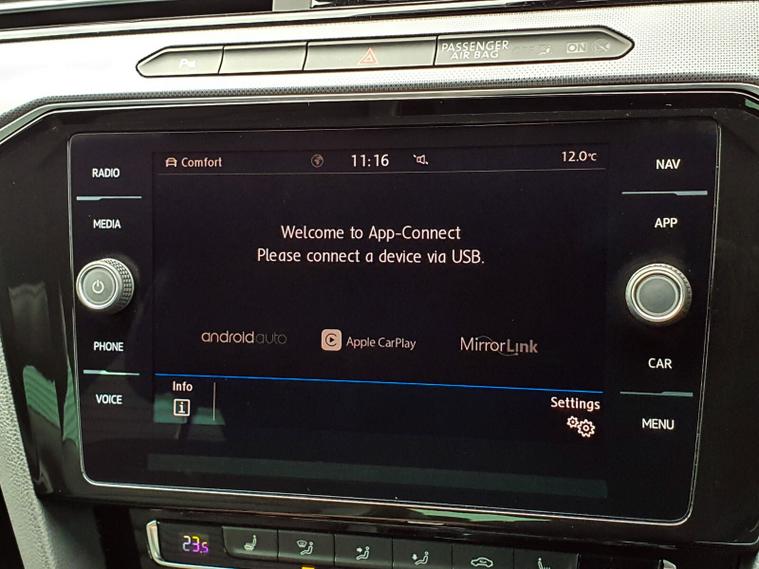 P
PASSENGER
AIR BAG
ON
RADIO
MEDIA
PHONE
VOICE
Comfort
11:16
12.0°C
Welcome to App-Connect
Please connect a device via USB.
androidauto
Apple CarPlay
MirrorLink
Info
i
Settings
NAV
APP
CAR
MENU
23.5